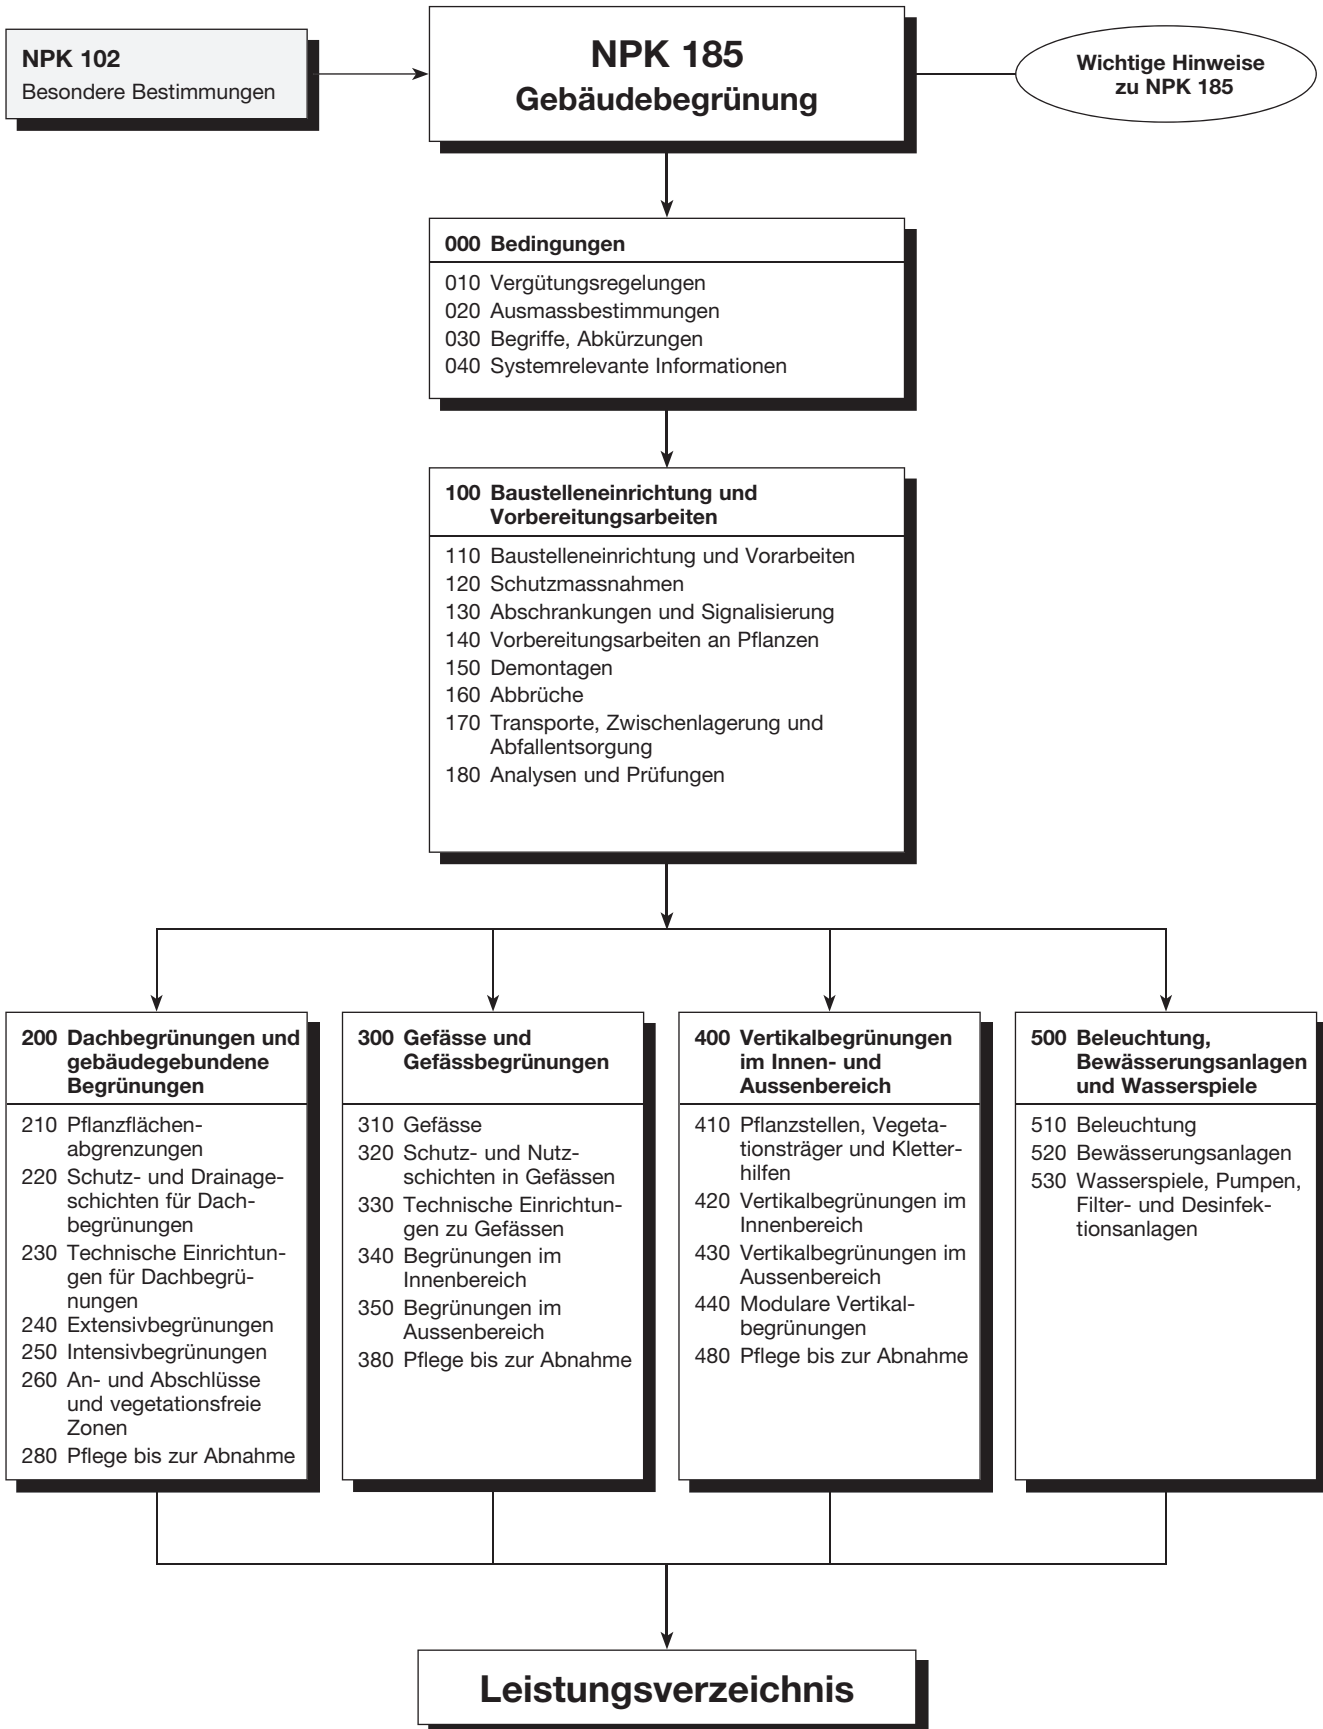 NPK 102
Besondere Bestimmungen
NPK 185
Gebäudebegrünung
Wichtige Hinweise
zu NPK 185
000 Bedingungen
010 Vergütungsregelungen
020 Ausmassbestimmungen
030 Begriffe, Abkürzungen
040 Systemrelevante Informationen
100 Baustelleneinrichtung und
Vorbereitungsarbeiten
110 Baustelleneinrichtung und Vorarbeiten
120 Schutzmassnahmen
130 Abschrankungen und Signalisierung
140 Vorbereitungsarbeiten an Pflanzen
150 Demontagen
160 Abbrüche
170 Transporte, Zwischenlagerung und
Abfallentsorgung
180 Analysen und Prüfungen
200 Dachbegrünungen und
gebäudegebundene
Begrünungen
210 Pflanzflächen-
abgrenzungen
220 Schutz- und Drainage-
schichten für Dach-
begrünungen
230 Technische Einrichtun-
gen für Dachbegrü-
nungen
240 Extensivbegrünungen
250 Intensivbegrünungen
260 An- und Abschlüsse
und vegetationsfreie
Zonen
280 Pflege bis zur Abnahme
300 Gefässe und
Gefässbegrünungen
310 Gefässe
320 Schutz- und Nutz-
schichten in Gefässen
330 Technische Einrichtun-
gen zu Gefässen
340 Begrünungen im
Innenbereich
350 Begrünungen im
Aussenbereich
380 Pflege bis zur Abnahme
400 Vertikalbegrünungen
im Innen- und
Aussenbereich
410 Pflanzstellen, Vegeta-
tionsträger und Kletter-
hilfen
420 Vertikalbegrünungen im
Innenbereich
430 Vertikalbegrünungen im
Aussenbereich
440 Modulare Vertikal-
begrünungen
480 Pflege bis zur Abnahme
500 Beleuchtung,
Bewässerungsanlagen
und Wasserspiele
510 Beleuchtung
520 Bewässerungsanlagen
530 Wasserspiele, Pumpen,
Filter- und Desinfek-
tionsanlagen
Leistungsverzeichnis